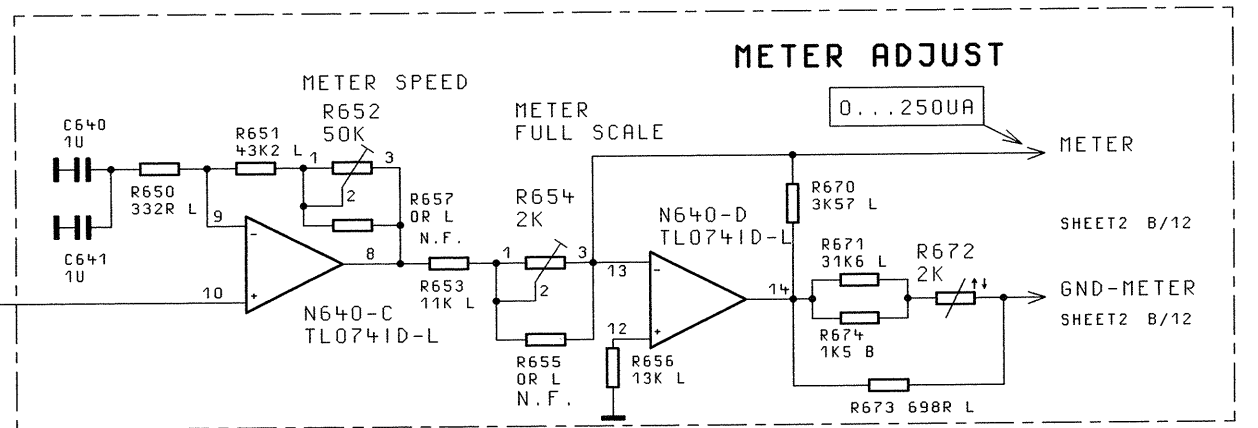 METER ADJUST
METER SPEED
0...250UA
R652
50K
METER
FULL SCALE
C640
1U
R651
43K2 L
1
3
METER
R650
332R L
2
R657
0R L
N.F.
R654
2K
R670
3K57 L
9
N640-D
TL074ID-L
SHEET2 B/12
C641
1U
8
1
3
R671
31K6 L
R672
2K
13
10
R653
11K L
2
14
GND-METER
N640-C
TL074ID-L
12
R674
1K5 B
SHEET2 B/12
R655
0R L
N.F.
R656
13K L
R673 698R L
-
+
-
+